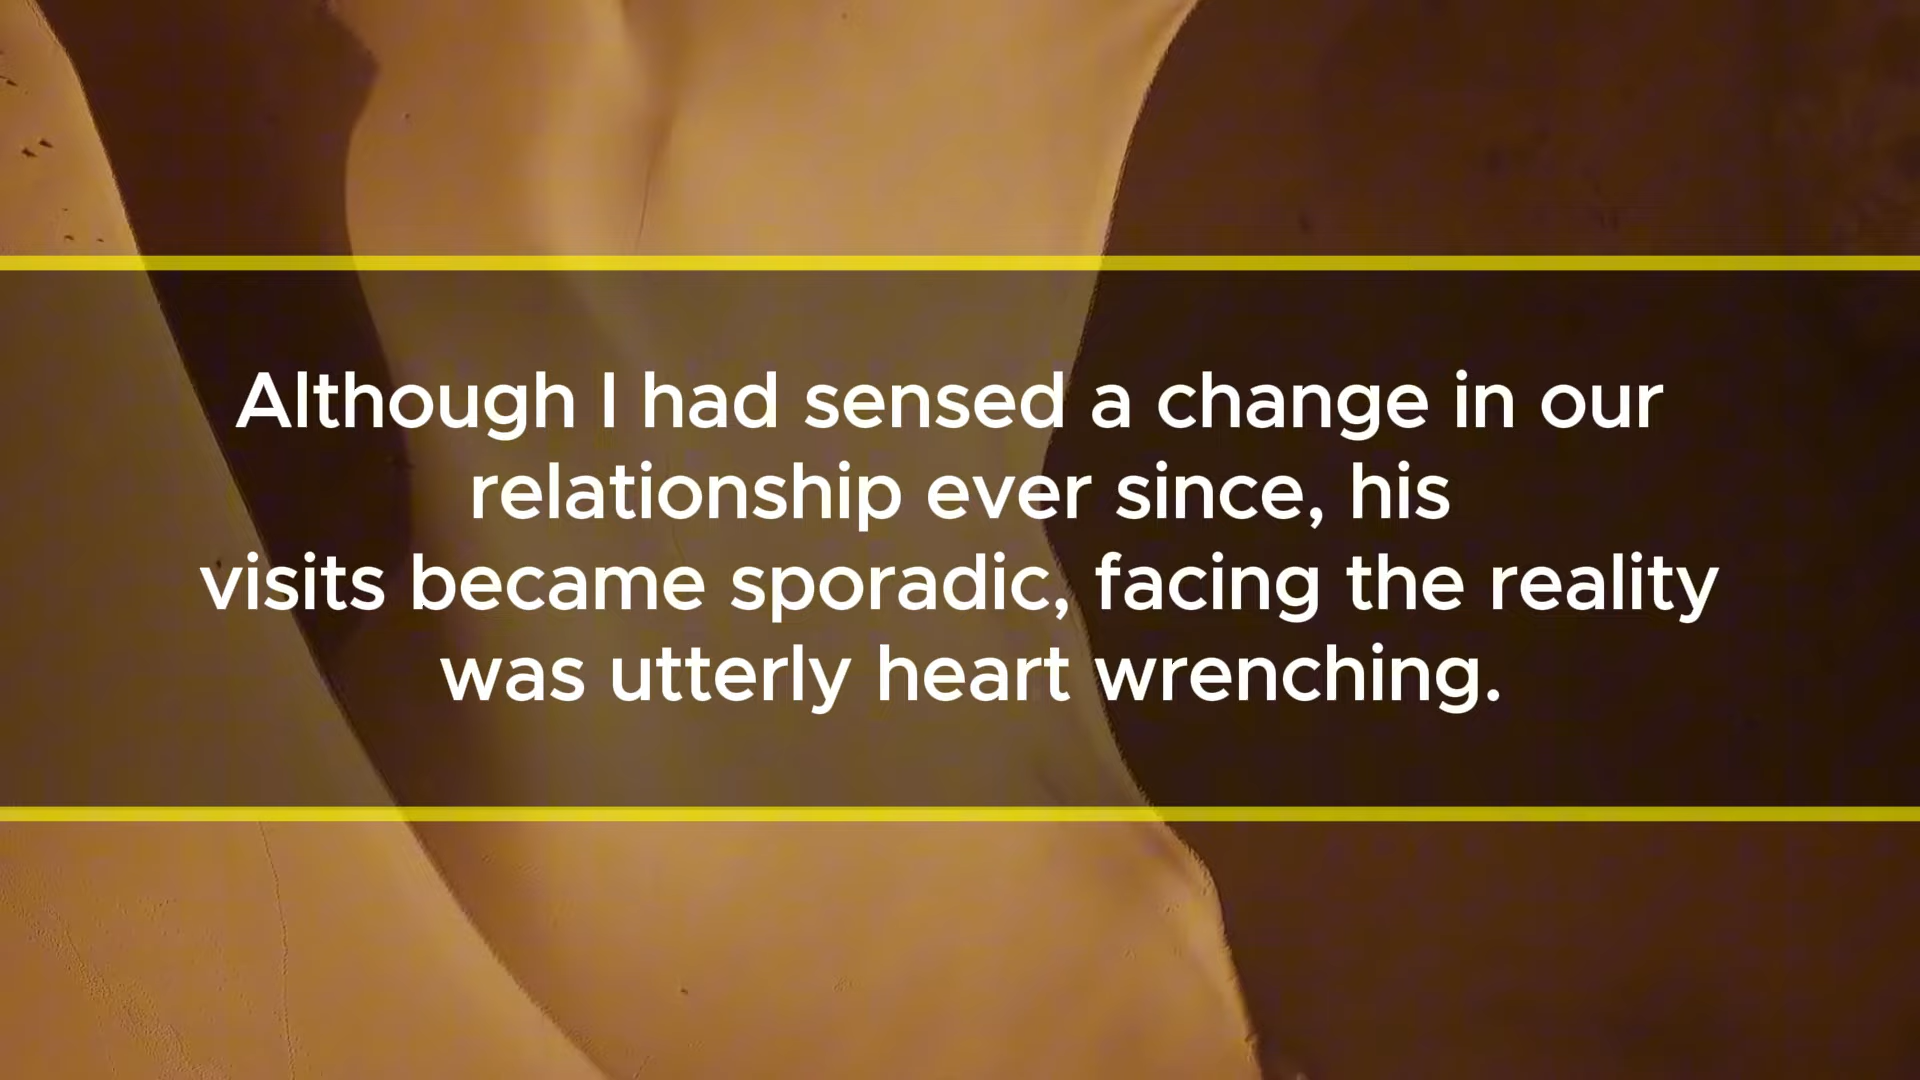 Although I had sensed a change in our
relationship ever since, his
visits became sporadic, facing the reality
was utterly heart wrenching.